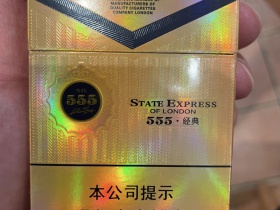 MANUFACTURERS OF
QUALITY CIGARETTES
COMPANY LONDON
555
STATE EXPRESS
OF LONDON
555·经典
本公司提示